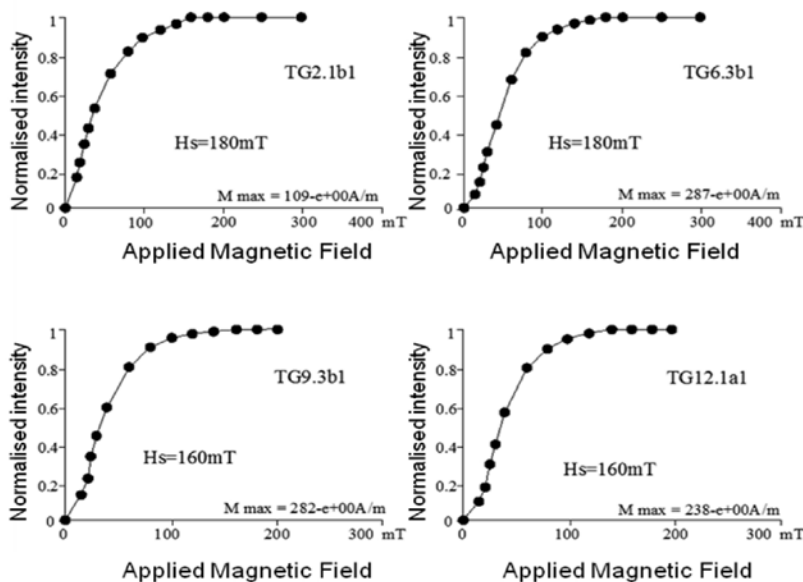 Normalised intensity
1
0.8
0.6
0.4
0.2
0
TG2.1b1
Hs=180mT
M max = 109-e+00A/m
0 100 200 300 400 mT
Applied Magnetic Field
Normalised intensity
1
0.8
0.6
0.4
0.2
0
TG6.3b1
Hs=180mT
M max = 287-e+00A/m
0 100 200 300 400 mT
Applied Magnetic Field
Normalised intensity
1
0.8
0.6
0.4
0.2
0
TG9.3b1
Hs=160mT
M max = 282-e+00A/m
0 100 200 300 mT
Applied Magnetic Field
Normalised intensity
1
0.8
0.6
0.4
0.2
0
TG12.1a1
Hs=160mT
M max = 238-e+00A/m
0 100 200 300 mT
Applied Magnetic Field